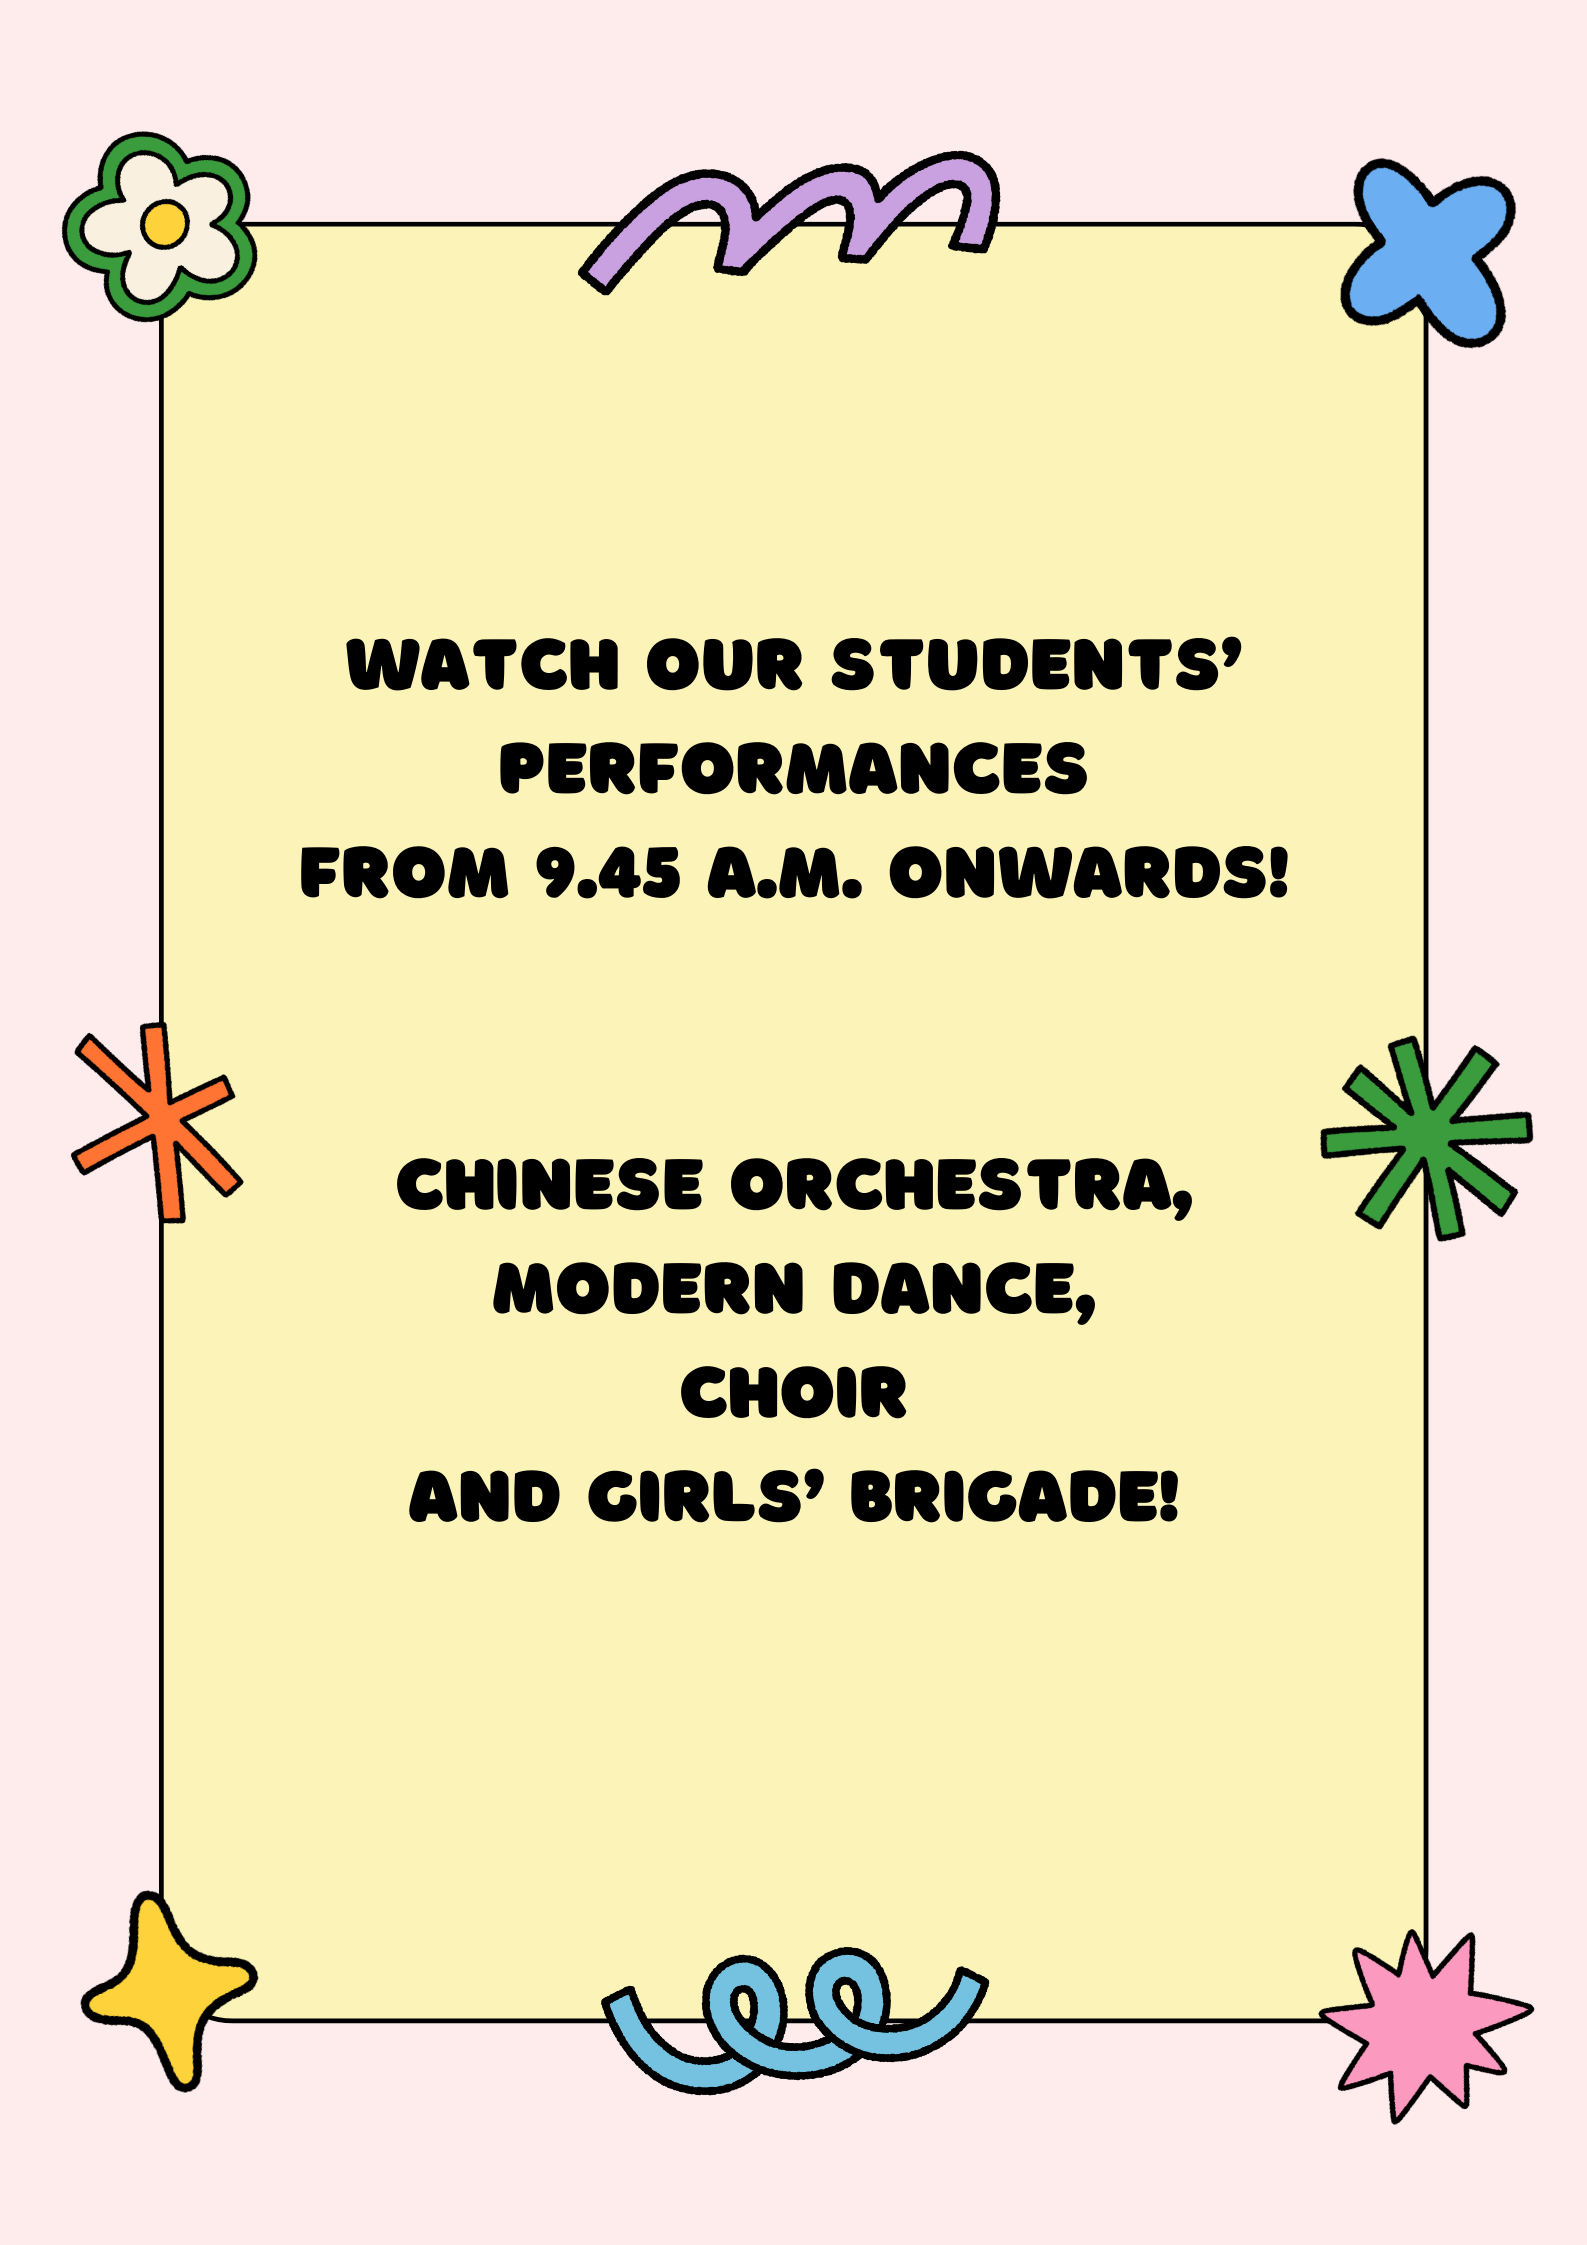 WATCH OUR STUDENTS’
PERFORMANCES
FROM 9.45 A.M. ONWARDS!
CHINESE ORCHESTRA,
MODERN DANCE,
CHOIR
AND GIRLS’ BRIGADE!